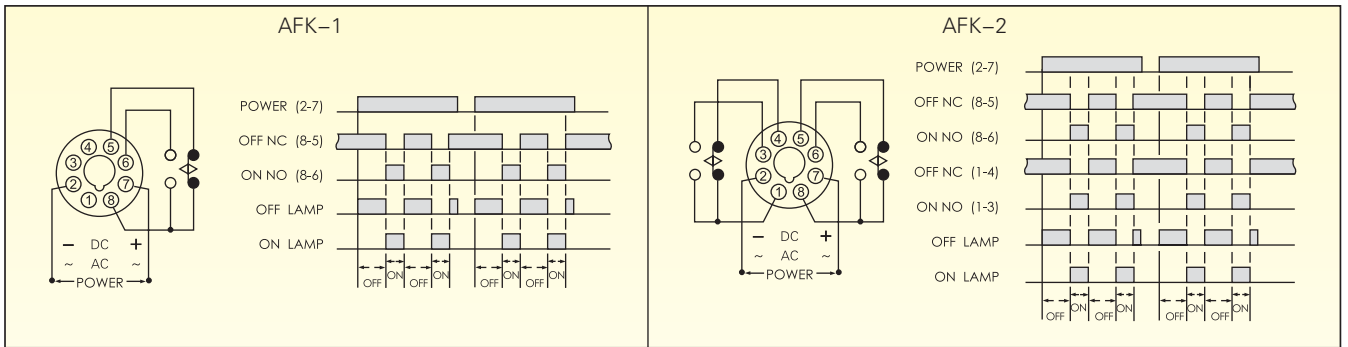 AFK–1
4 5
3 6
2 7
1 8
– DC +
~ AC ~
POWER
POWER (2-7)
OFF NC (8-5)
ON NO (8-6)
OFF LAMP
ON LAMP
OFF ON OFF ON OFF ON OFF ON
AFK–2
4 5
3 6
2 7
1 8
– DC +
~ AC ~
POWER
POWER (2-7)
OFF NC (8-5)
ON NO (8-6)
OFF NC (1-4)
ON NO (1-3)
OFF LAMP
ON LAMP
OFF ON OFF ON OFF ON OFF ON